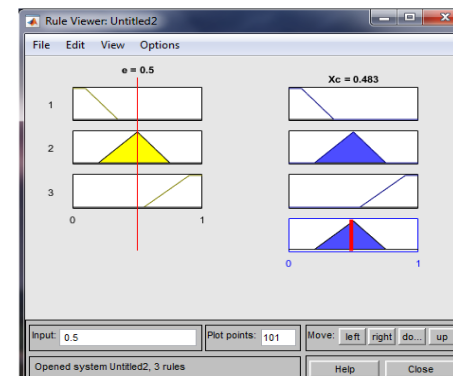 Rule Viewer: Untitled2
File Edit View Options
e = 0.5
Xc = 0.483
1
2
3
0 1
0 1
Input: 0.5
Plot points: 101
Move: left right do... up
Opened system Untitled2, 3 rules
Help Close